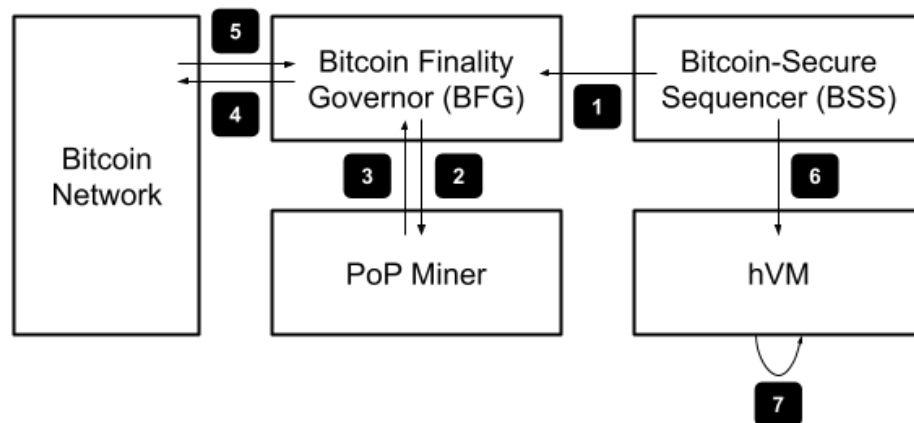 5
Bitcoin Finality
Governor (BFG)
Bitcoin-Secure
Sequencer (BSS)
1
4
Bitcoin
Network
3
2
6
PoP Miner
hVM
7